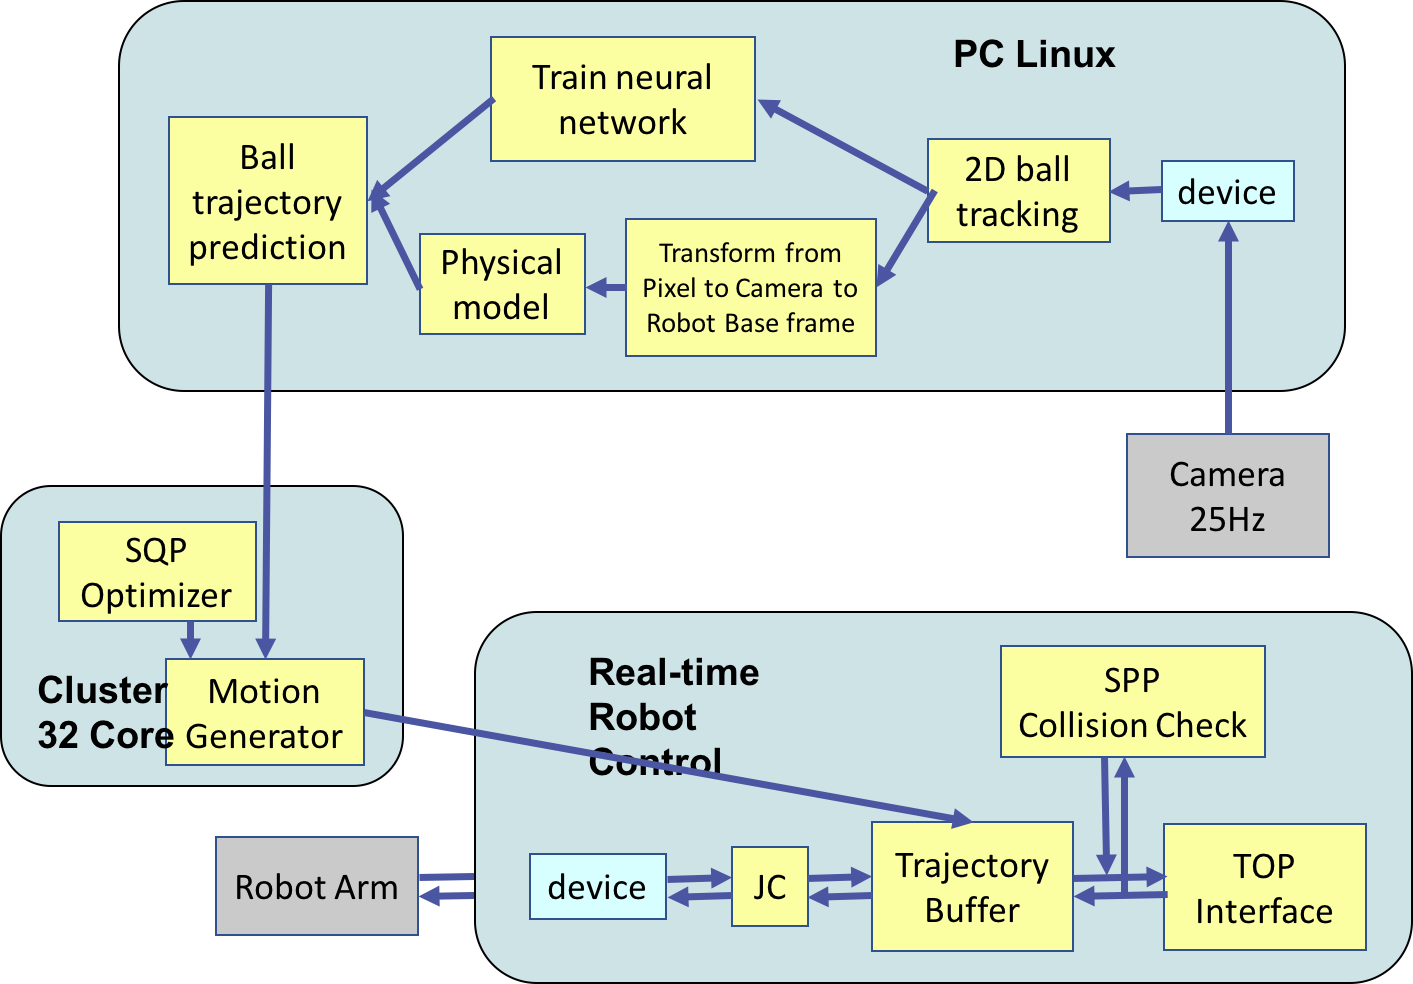 PC Linux
Train neural
network
Ball
trajectory
prediction
2D ball
tracking
device
Physical
model
Transform from
Pixel to Camera to
Robot Base frame
Camera
25Hz
SQP
Optimizer
Cluster
32 Core
Motion
Generator
Real-time
Robot
Control
SPP
Collision Check
Robot Arm
device
JC
Trajectory
Buffer
TOP
Interface